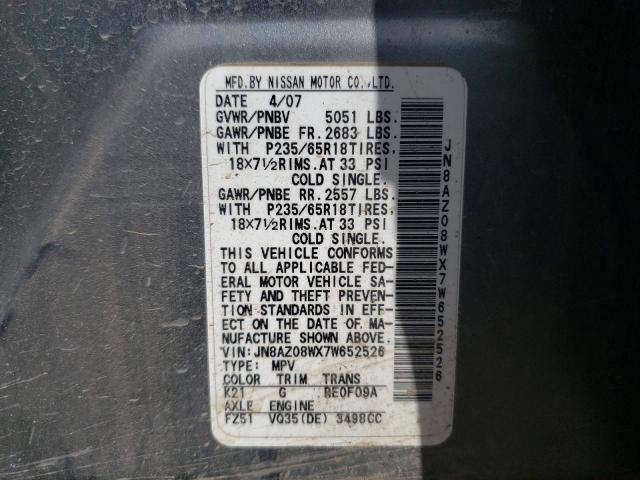 MFD.BY NISSAN MOTOR CO.,LTD.
DATE 4/07
GVWR/PNBV 5051 LBS.
GAWR/PNBE FR.2683 LBS.
WITH P235/65R18TIRES.
18X7½RIMS.AT 33 PSI
COLD SINGLE.
GAWR/PNBE RR.2557 LBS.
WITH P235/65R18TIRES.
18X7½RIMS.AT 33 PSI
COLD SINGLE.
THIS VEHICLE CONFORMS
TO ALL APPLICABLE FED-
ERAL MOTOR VEHICLE SA-
FETY AND THEFT PREVEN-
TION STANDARDS IN EFF-
ECT ON THE DATE OF MA-
NUFACTURE SHOWN ABOVE.
VIN:JN8AZ08WX7W652526
TYPE: MPV
COLOR TRIM TRANS
K21 G RE0F09A
AXLE ENGINE
FZ51 VQ35(DE) 3498CC
JN8AZ08WX7W652526